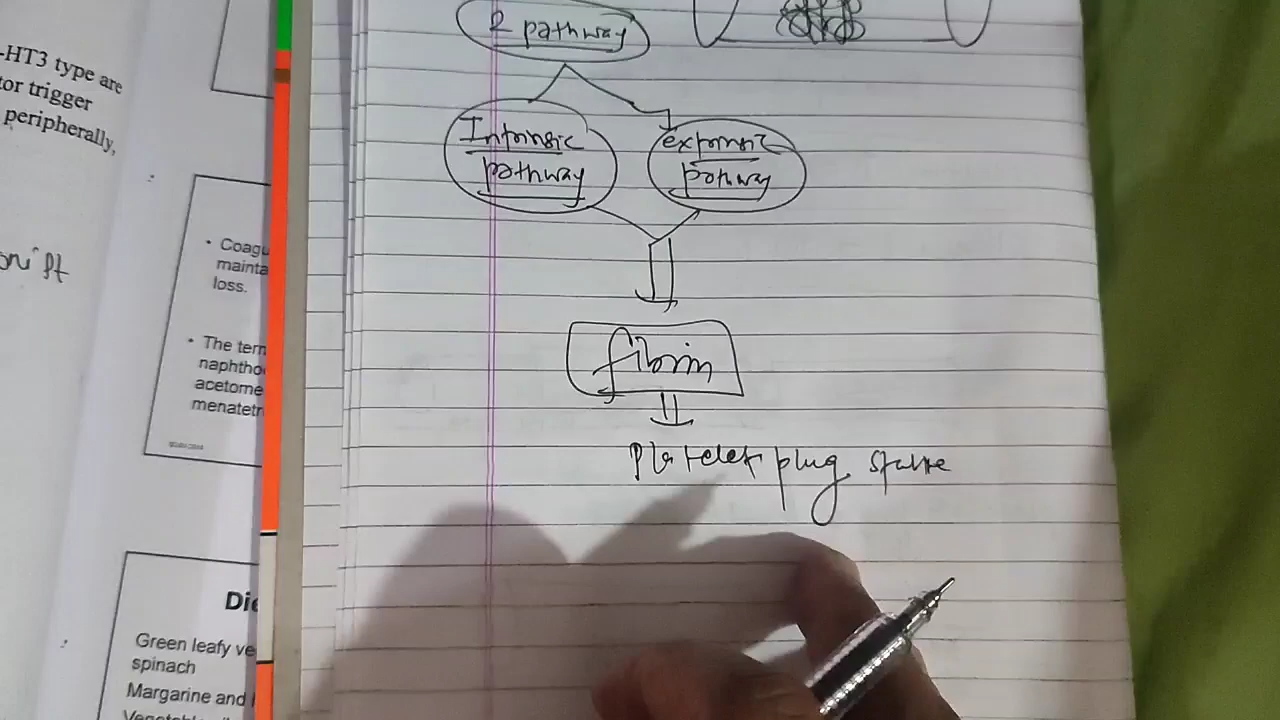 -HT3 type are
tor trigger
peripherally,
• Coagu
mainta
loss.
• The tern
naphtho
acetome
menatetr
Die
Green leafy ve
spinach
Margarine and
2 pathway
Intrinsic
pathway
extrinsic
pathway
fibrin
Platelet plug stable